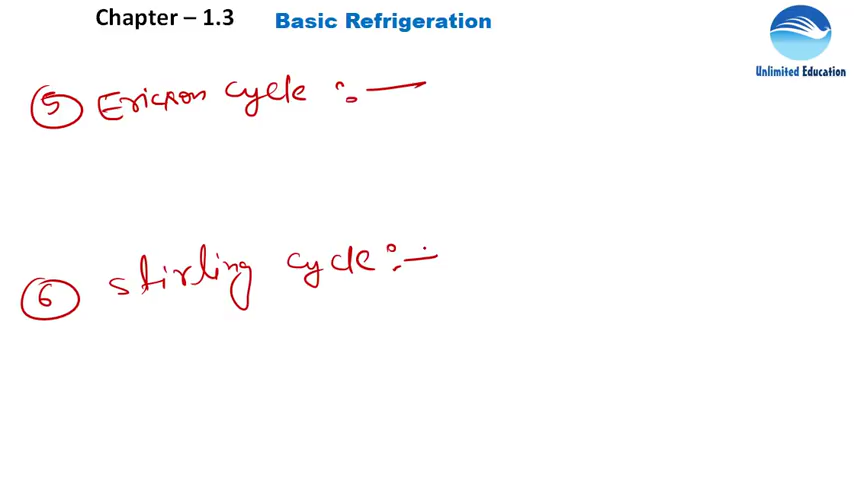 Chapter – 1.3 Basic Refrigeration
Unlimited Education
5 Ericson cycle :—
6 Stirling cycle :—